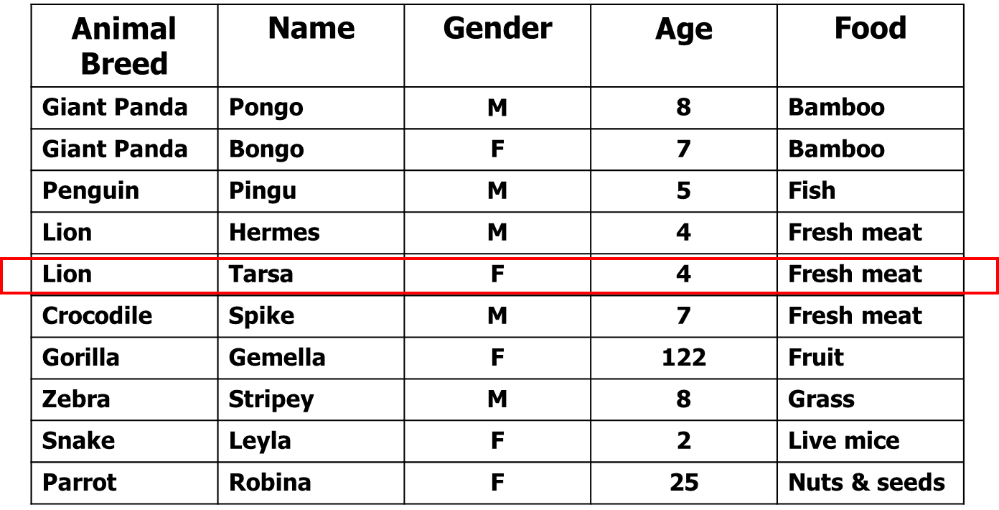 Animal Breed Name Gender Age Food
Giant Panda Pongo M 8 Bamboo
Giant Panda Bongo F 7 Bamboo
Penguin Pingu M 5 Fish
Lion Hermes M 4 Fresh meat
Lion Tarsa F 4 Fresh meat
Crocodile Spike M 7 Fresh meat
Gorilla Gemella F 122 Fruit
Zebra Stripey M 8 Grass
Snake Leyla F 2 Live mice
Parrot Robina F 25 Nuts & seeds